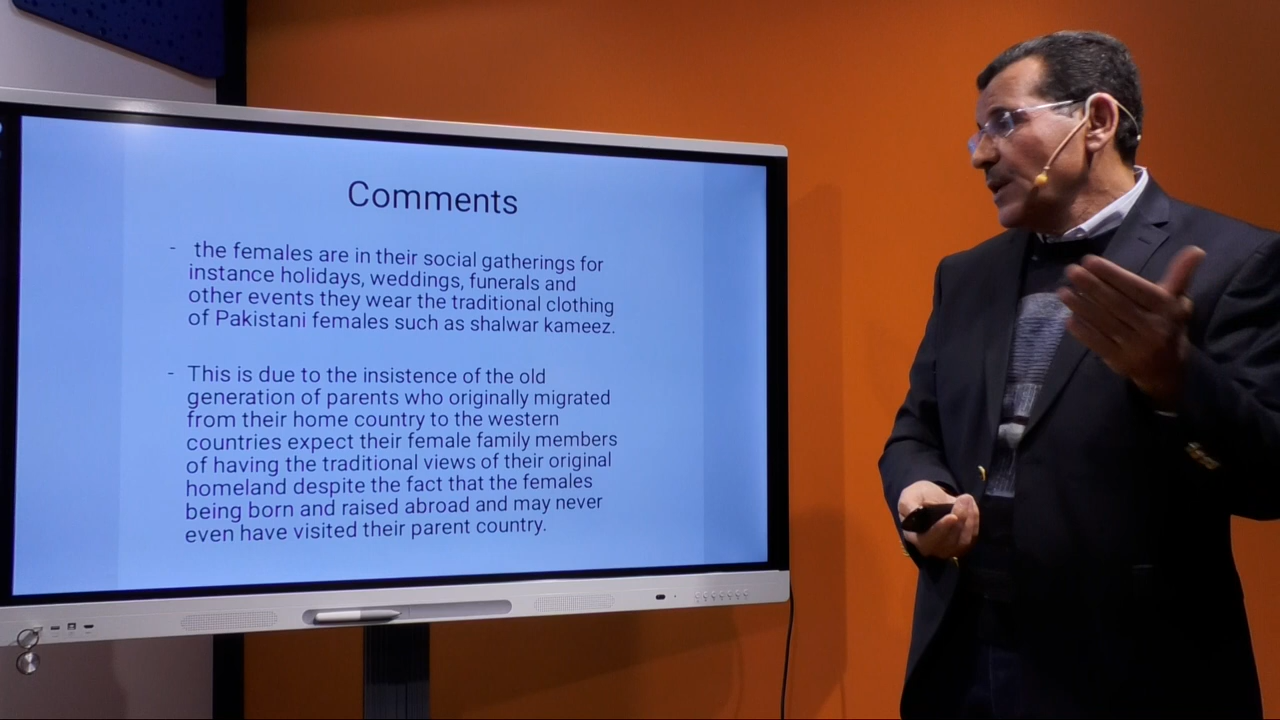 Comments
- the females are in their social gatherings for
instance holidays, weddings, funerals and
other events they wear the traditional clothing
of Pakistani females such as shalwar kameez.
- This is due to the insistence of the old
generation of parents who originally migrated
from their home country to the western
countries expect their female family members
of having the traditional views of their original
homeland despite the fact that the females
being born and raised abroad and may never
even have visited their parent country.